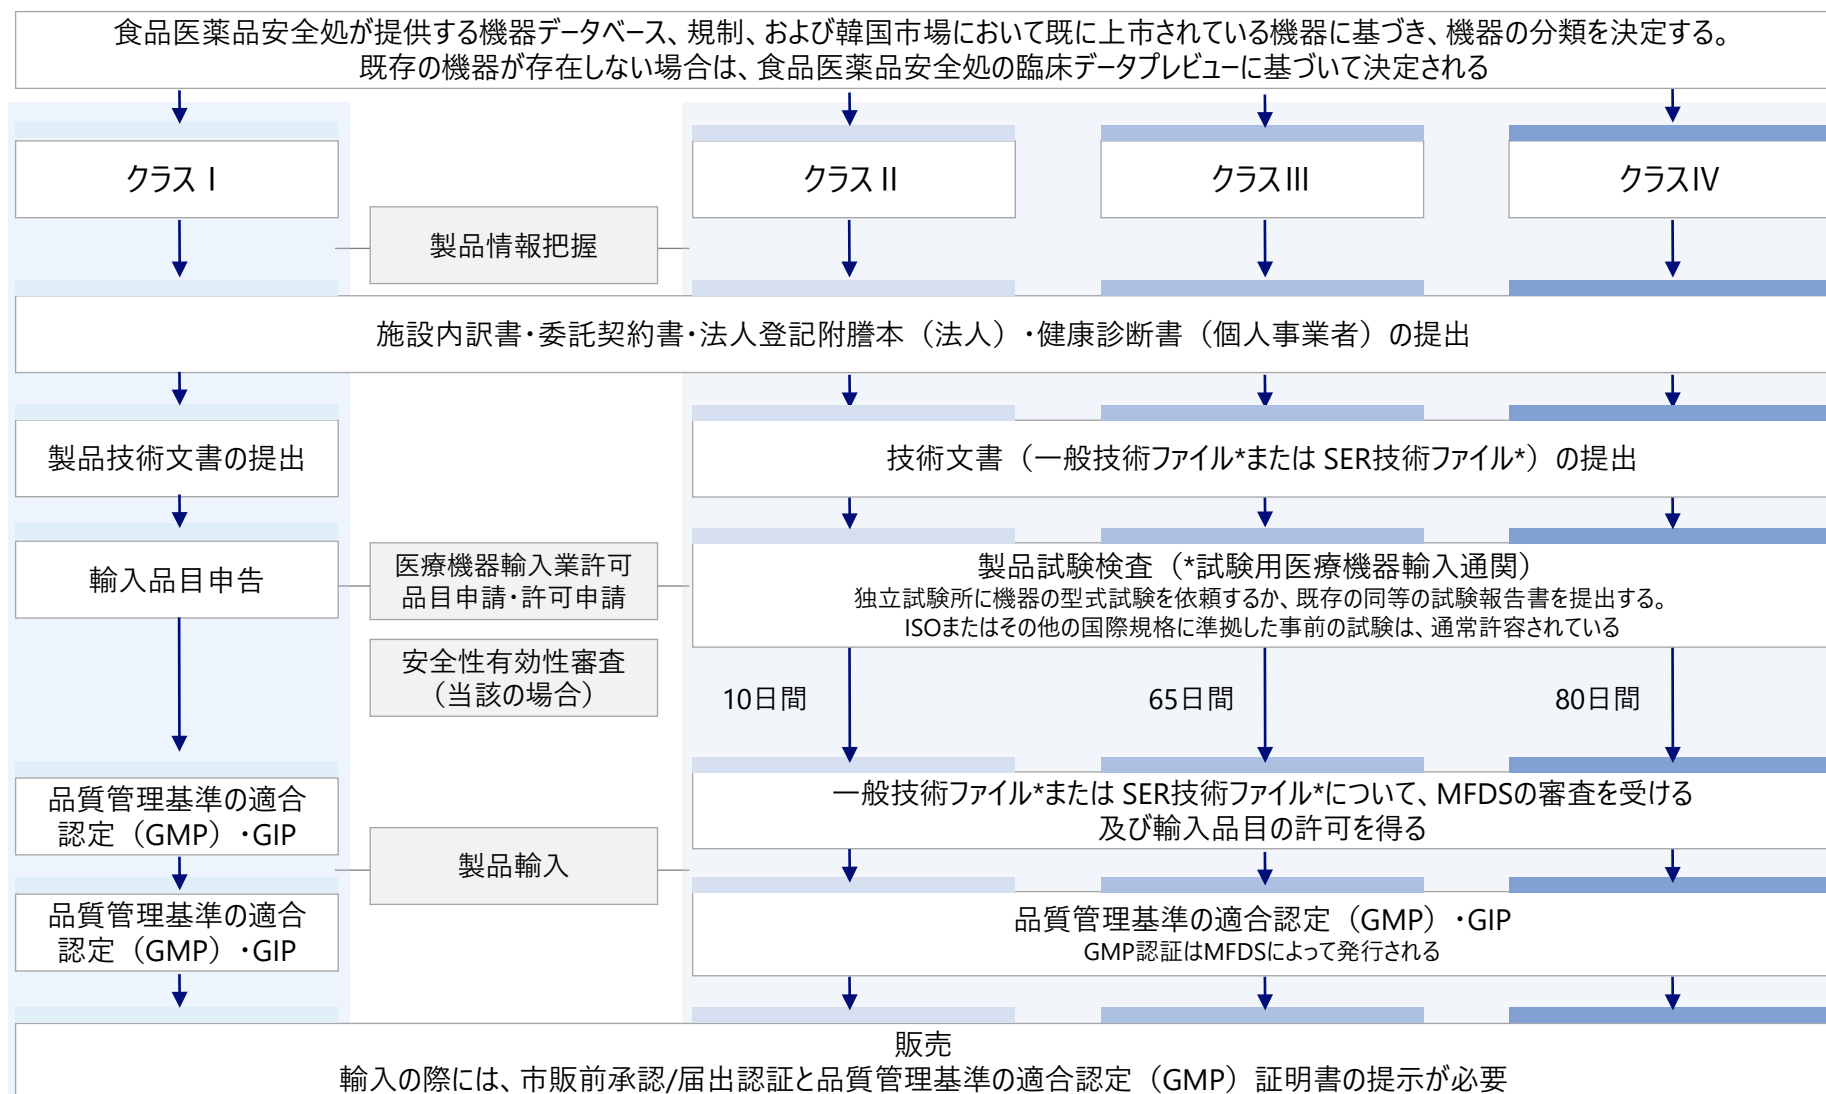 食品医薬品安全処が提供する機器データベース、規制、および韓国市場において既に上市されている機器に基づき、機器の分類を決定する。
既存の機器が存在しない場合は、食品医薬品安全処の臨床データプレビューに基づいて決定される
クラス I
クラス II
クラスIII
クラスIV
製品情報把握
施設内訳書・委託契約書・法人登記附謄本（法人）・健康診断書（個人事業者）の提出
製品技術文書の提出
技術文書（一般技術ファイル*または SER技術ファイル*）の提出
輸入品目申告
医療機器輸入業許可
品目申請・許可申請
製品試験検査（*試験用医療機器輸入通関）
独立試験所に機器の型式試験を依頼するか、既存の同等の試験報告書を提出する。
ISOまたはその他の国際規格に準拠した事前の試験は、通常許容されている
安全性有効性審査
（当該の場合）
10日間
65日間
80日間
品質管理基準の適合
認定（GMP）・GIP
一般技術ファイル*または SER技術ファイル*について、MFDSの審査を受ける
及び輸入品目の許可を得る
製品輸入
品質管理基準の適合
認定（GMP）・GIP
品質管理基準の適合認定（GMP）・GIP
GMP認証はMFDSによって発行される
販売
輸入の際には、市販前承認/届出認証と品質管理基準の適合認定（GMP）証明書の提示が必要